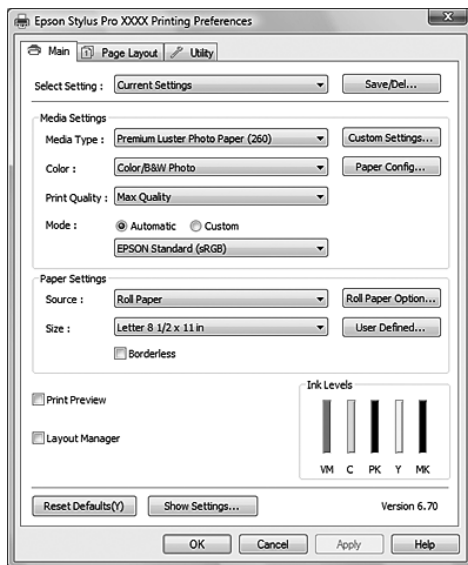 Epson Stylus Pro XXXX Printing Preferences
Main Page Layout Utility
Select Setting : Current Settings Save/Del...
Media Settings
Media Type : Premium Luster Photo Paper (260) Custom Settings...
Color : Color/B&W Photo Paper Config...
Print Quality : Max Quality
Mode : Automatic Custom
EPSON Standard (sRGB)
Paper Settings
Source : Roll Paper Roll Paper Option...
Size : Letter 8 1/2 x 11 in User Defined...
Borderless
Print Preview
Layout Manager
Ink Levels
VM C PK Y MK
Reset Defaults(Y) Show Settings... Version 6.70
OK Cancel Apply Help